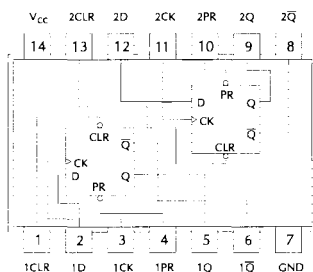 Vcc 2CLR 2D 2CK 2PR 2Q 2Q̅
14 13 12 11 10 9 8
PR
D Q
CK
CLR Q̅
Q̅ CLR
CK
D PR Q
1 2 3 4 5 6 7
1CLR 1D 1CK 1PR 1Q 1Q̅ GND